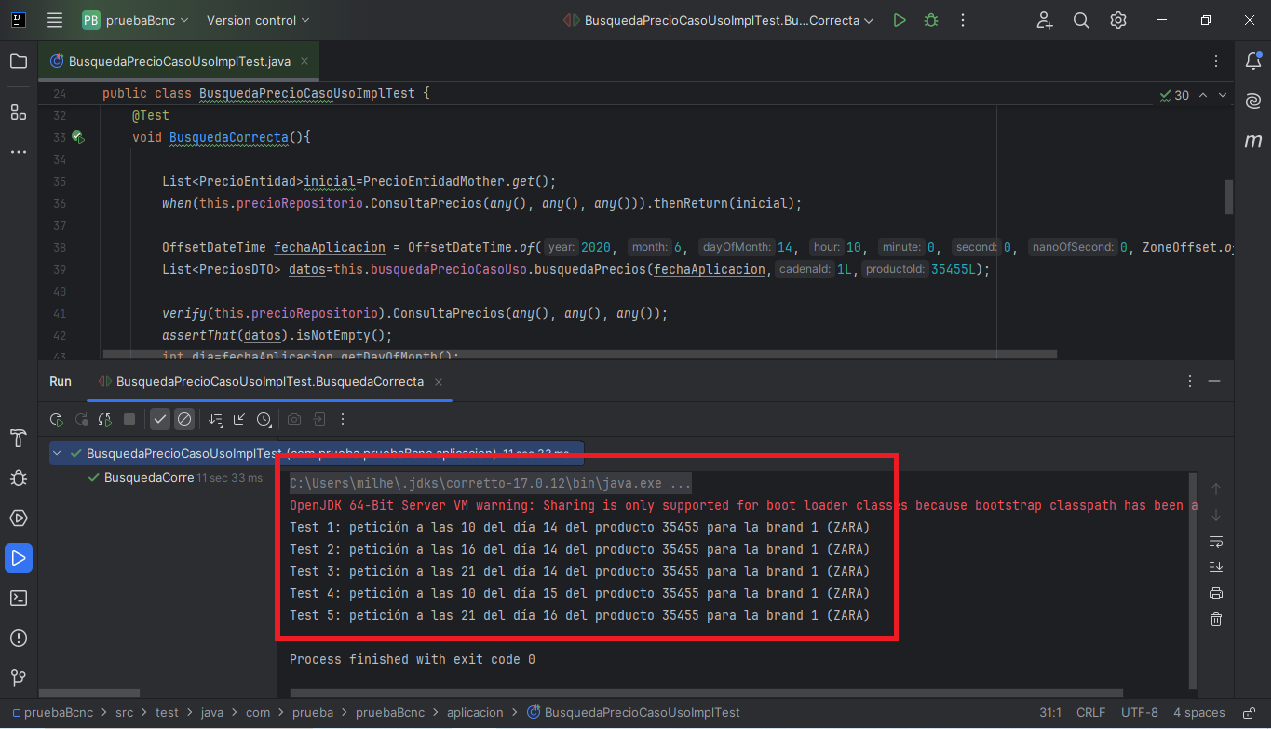 PB pruebaBcnc Version control BusquedaPrecioCasoUsoImplTest.Bu...Correcta
BusquedaPrecioCasoUsoImplTest.java
24 public class BusquedaPrecioCasoUsoImplTest { 30
32 @Test
33 void BusquedaCorrecta(){
34
35 List<PrecioEntidad>inicial=PrecioEntidadMother.get();
36 when(this.precioRepositorio.ConsultaPrecios(any(), any(), any())).thenReturn(inicial);
37
38 OffsetDateTime fechaAplicacion = OffsetDateTime.of( year: 2020, month: 6, dayOfMonth: 14, hour: 10, minute: 0, second: 0, nanoOfSecond: 0, ZoneOffset.o
39 List<PreciosDTO> datos=this.busquedaPrecioCasoUso.busquedaPrecios(fechaAplicacion, cadenaId: 1L, productoId: 35455L);
40
41 verify(this.precioRepositorio).ConsultaPrecios(any(), any(), any());
42 assertThat(datos).isNotEmpty();
43 int dia=fechaAplicacion.getDayOfMonth();
Run BusquedaPrecioCasoUsoImplTest.BusquedaCorrecta
BusquedaPrecioCasoUsoImplTest (com.prueba.pruebaBcnc.aplicacion) 11 sec 33 ms
BusquedaCorre 11 sec 33 ms
C:\Users\milhe\.jdks\corretto-17.0.12\bin\java.exe ...
OpenJDK 64-Bit Server VM warning: Sharing is only supported for boot loader classes because bootstrap classpath has been a
Test 1: petición a las 10 del día 14 del producto 35455 para la brand 1 (ZARA)
Test 2: petición a las 16 del día 14 del producto 35455 para la brand 1 (ZARA)
Test 3: petición a las 21 del día 14 del producto 35455 para la brand 1 (ZARA)
Test 4: petición a las 10 del día 15 del producto 35455 para la brand 1 (ZARA)
Test 5: petición a las 21 del día 16 del producto 35455 para la brand 1 (ZARA)
Process finished with exit code 0
pruebaBcnc > src > test > java > com > prueba > pruebaBcnc > aplicacion > BusquedaPrecioCasoUsoImplTest 31:1 CRLF UTF-8 4 spaces